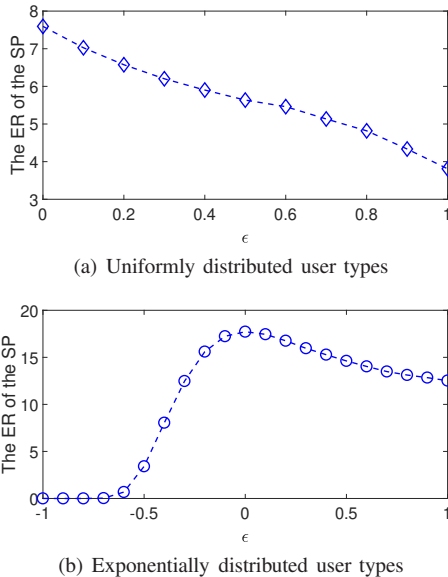 8
7
6
5
4
3
The ER of the SP
0 0.2 0.4 0.6 0.8 1
ϵ
(a) Uniformly distributed user types
20
15
10
5
0
The ER of the SP
-1 -0.5 0 0.5 1
ϵ
(b) Exponentially distributed user types